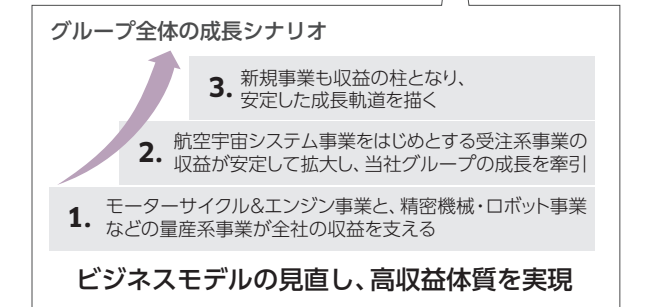 グループ全体の成長シナリオ
3. 新規事業も収益の柱となり、
安定した成長軌道を描く
2. 航空宇宙システム事業をはじめとする受注系事業の
収益が安定して拡大し、当社グループの成長を牽引
1. モーターサイクル&エンジン事業と、精密機械・ロボット事業
などの量産系事業が全社の収益を支える
ビジネスモデルの見直し、高収益体質を実現